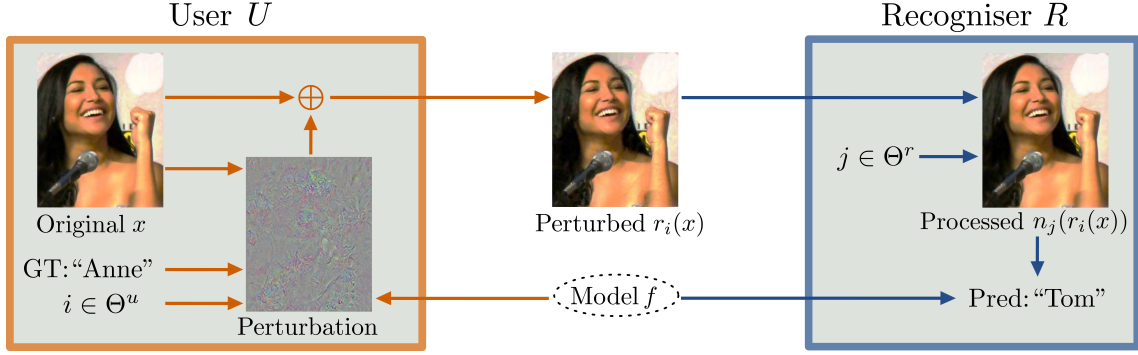 User U
Recogniser R
Original x
GT: “Anne”
i ∈ Θᵘ
Perturbation
Perturbed rᵢ(x)
Model f
j ∈ Θʳ
Processed nⱼ(rᵢ(x))
Pred: “Tom”